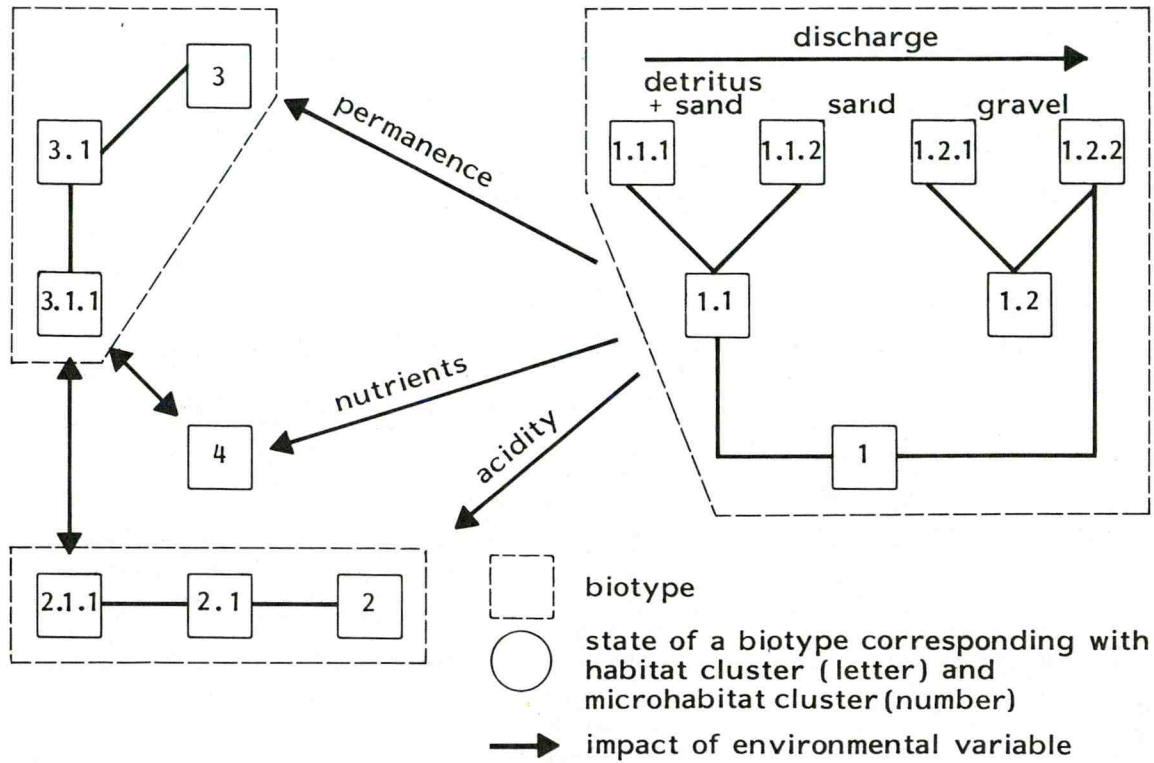 discharge
detritus
+ sand sand gravel
3
permanence
3.1
1.1.1 1.1.2 1.2.1 1.2.2
3.1.1
1.1 1.2
nutrients
acidity
4
1
2.1.1 2.1 2
biotype
state of a biotype corresponding with
habitat cluster (letter) and
microhabitat cluster (number)
impact of environmental variable